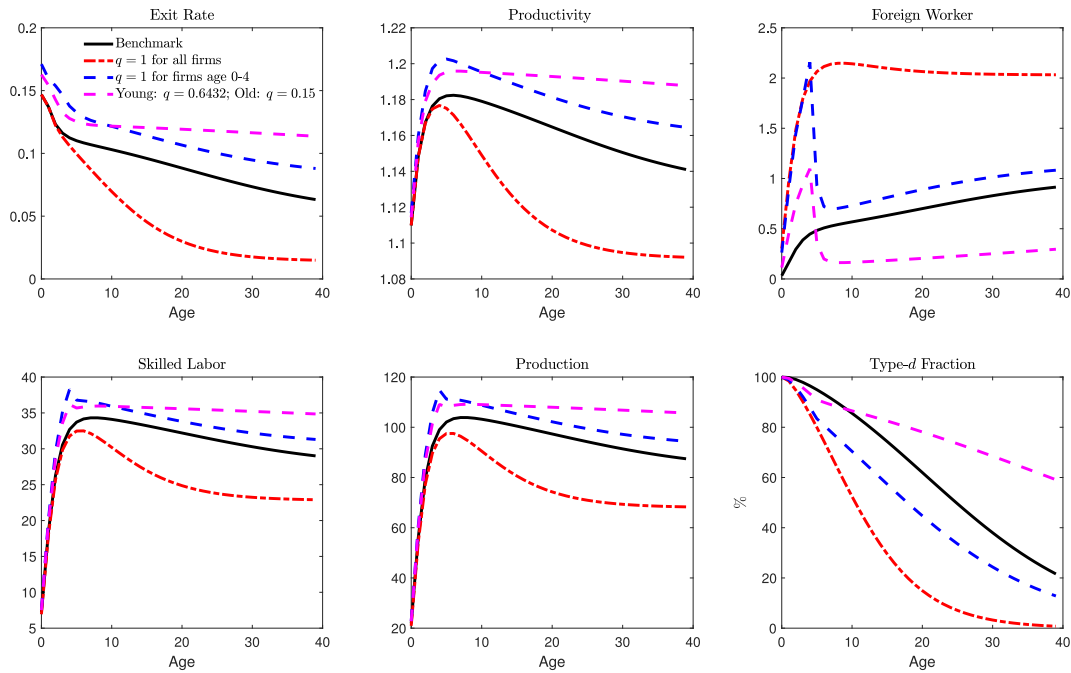 Exit Rate
0.2
0.15
0.1
0.05
0
Benchmark
q = 1 for all firms
q = 1 for firms age 0-4
Young: q = 0.6432; Old: q = 0.15
0 10 20 30 40
Age
Productivity
1.22
1.2
1.18
1.16
1.14
1.12
1.1
1.08
0 10 20 30 40
Age
Foreign Worker
2.5
2
1.5
1
0.5
0
0 10 20 30 40
Age
Skilled Labor
40
35
30
25
20
15
10
5
0 10 20 30 40
Age
Production
120
100
80
60
40
20
0 10 20 30 40
Age
Type-d Fraction
100
80
60
40
20
0
%
0 10 20 30 40
Age